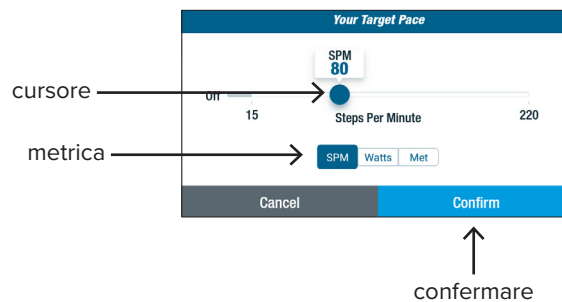 Your Target Pace
SPM
80
cursore
Off
15
Steps Per Minute
220
metrica
SPM
Watts
Met
Cancel
Confirm
confermare